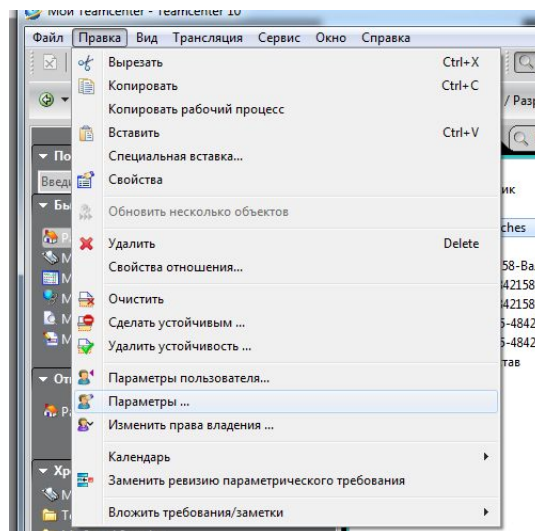 Мой Teamcenter - Teamcenter 10
Файл Правка Вид Трансляция Сервис Окно Справка
Вырезать Ctrl+X
Копировать Ctrl+C
Копировать рабочий процесс
Вставить Ctrl+V
Специальная вставка...
Свойства
Обновить несколько объектов
Удалить Delete
Свойства отношения...
Очистить
Сделать устойчивым ...
Удалить устойчивость ...
Параметры пользователя...
Параметры ...
Изменить права владения ...
Календарь
Заменить ревизию параметрического требования
Вложить требования/заметки